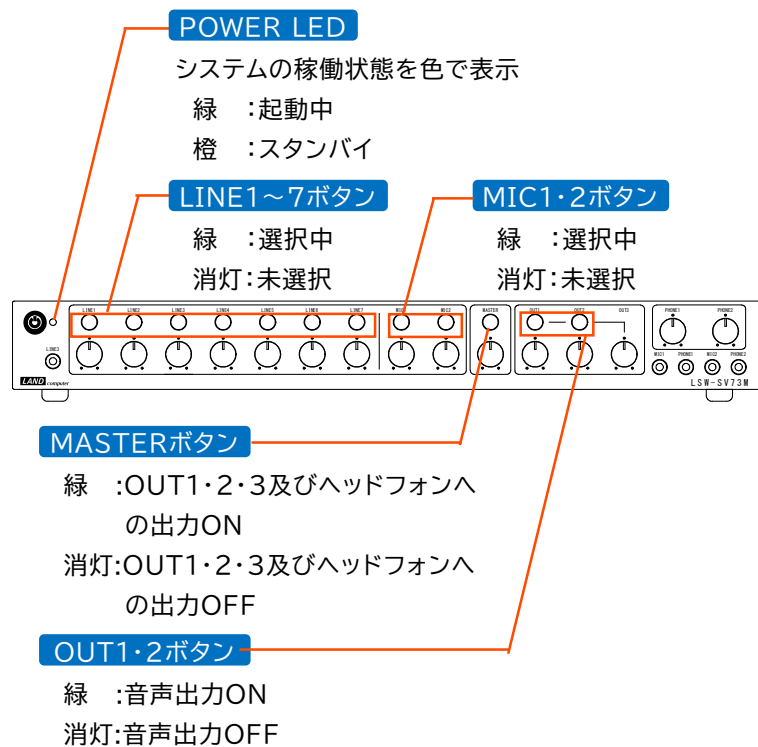 POWER LED
システムの稼働状態を色で表示
緑　：起動中
橙　：スタンバイ
LINE1～7ボタン
MIC1・2ボタン
緑　：選択中
緑　：選択中
消灯：未選択
消灯：未選択
LINE1 LINE2 LINE3 LINE4 LINE5 LINE6 LINE7 MIC1 MIC2 MASTER OUT1 OUT2 OUT3 PHONE1 PHONE2
LINE3
MIC1 PHONE1 MIC2 PHONE2
LAND computer
LSW-SV73M
MASTERボタン
緑　:OUT1・2・3及びヘッドフォンへ
の出力ON
消灯:OUT1・2・3及びヘッドフォンへ
の出力OFF
OUT1・2ボタン
緑　:音声出力ON
消灯:音声出力OFF